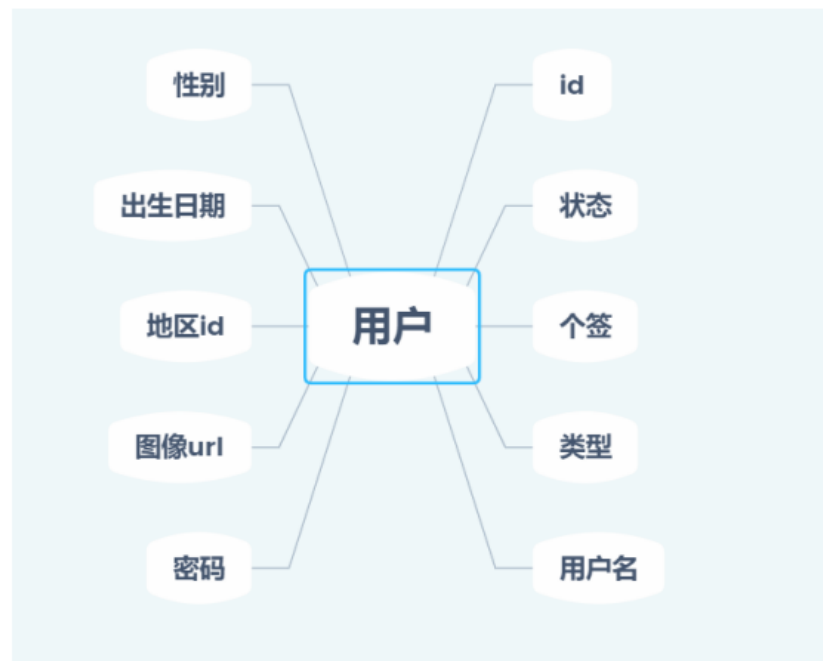 性别
id
出生日期
状态
地区id
用户
个签
图像url
类型
密码
用户名